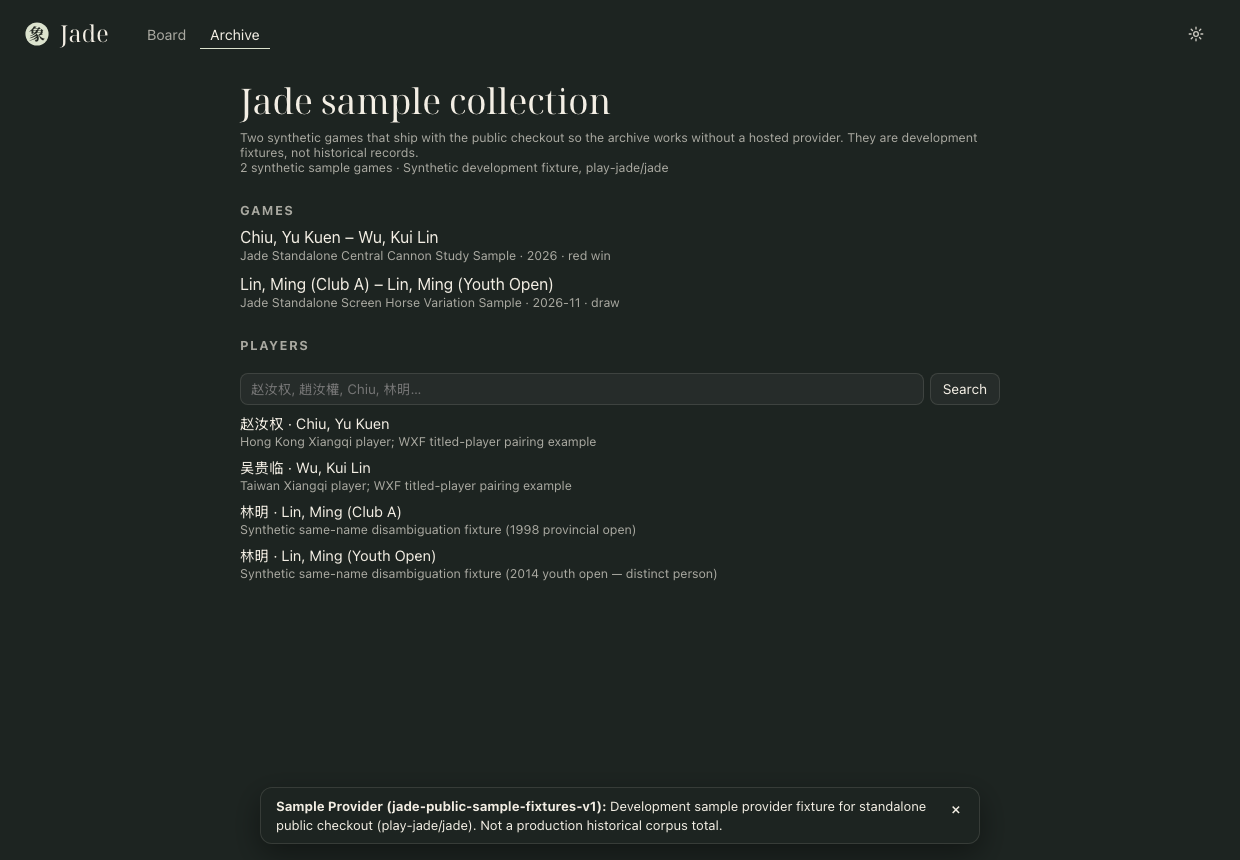 象 Jade Board Archive
Jade sample collection
Two synthetic games that ship with the public checkout so the archive works without a hosted provider. They are development
fixtures, not historical records.
2 synthetic sample games · Synthetic development fixture, play-jade/jade
GAMES
Chiu, Yu Kuen – Wu, Kui Lin
Jade Standalone Central Cannon Study Sample · 2026 · red win
Lin, Ming (Club A) – Lin, Ming (Youth Open)
Jade Standalone Screen Horse Variation Sample · 2026-11 · draw
PLAYERS
赵汝权, 趙汝權, Chiu, 林明… Search
赵汝权 · Chiu, Yu Kuen
Hong Kong Xiangqi player; WXF titled-player pairing example
吴贵临 · Wu, Kui Lin
Taiwan Xiangqi player; WXF titled-player pairing example
林明 · Lin, Ming (Club A)
Synthetic same-name disambiguation fixture (1998 provincial open)
林明 · Lin, Ming (Youth Open)
Synthetic same-name disambiguation fixture (2014 youth open — distinct person)
Sample Provider (jade-public-sample-fixtures-v1): Development sample provider fixture for standalone ×
public checkout (play-jade/jade). Not a production historical corpus total.